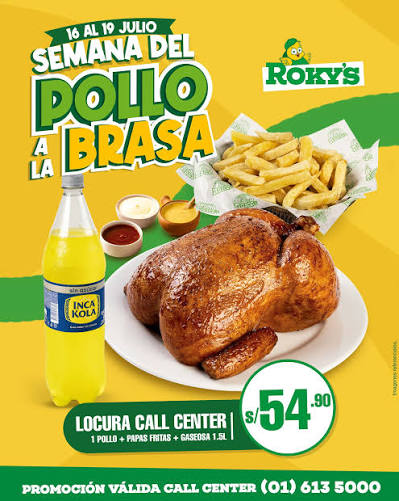 16 AL 19 JULIO
SEMANA DEL
POLLO
A LA BRASA
ROKY'S
sin azúcar
INCA KOLA
LOCURA CALL CENTER
1 POLLO + PAPAS FRITAS + GASEOSA 1.5L
S/54.90
Imágenes referenciales.
PROMOCIÓN VÁLIDA CALL CENTER (01) 613 5000